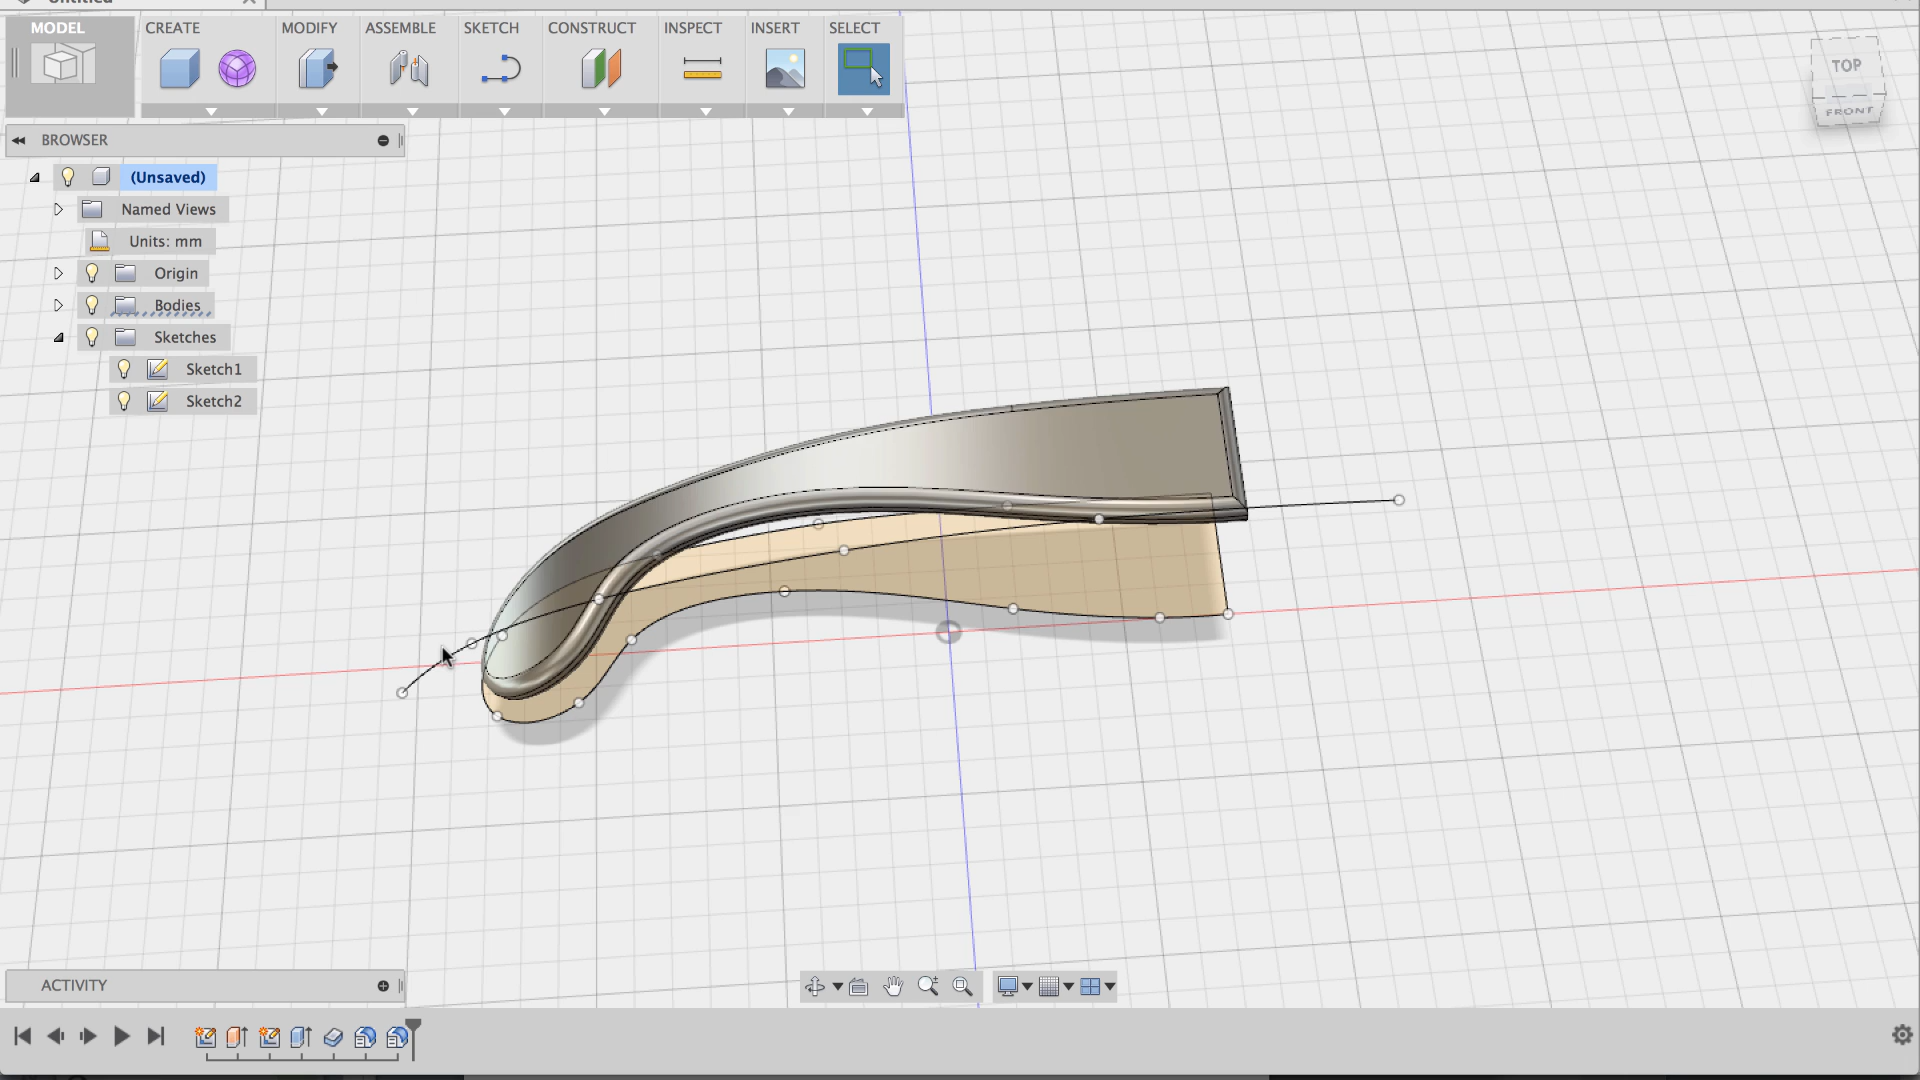 Untitled
MODEL
CREATE
MODIFY
ASSEMBLE
SKETCH
CONSTRUCT
INSPECT
INSERT
SELECT
TOP
FRONT
BROWSER
(Unsaved)
Named Views
Units: mm
Origin
Bodies
Sketches
Sketch1
Sketch2
ACTIVITY